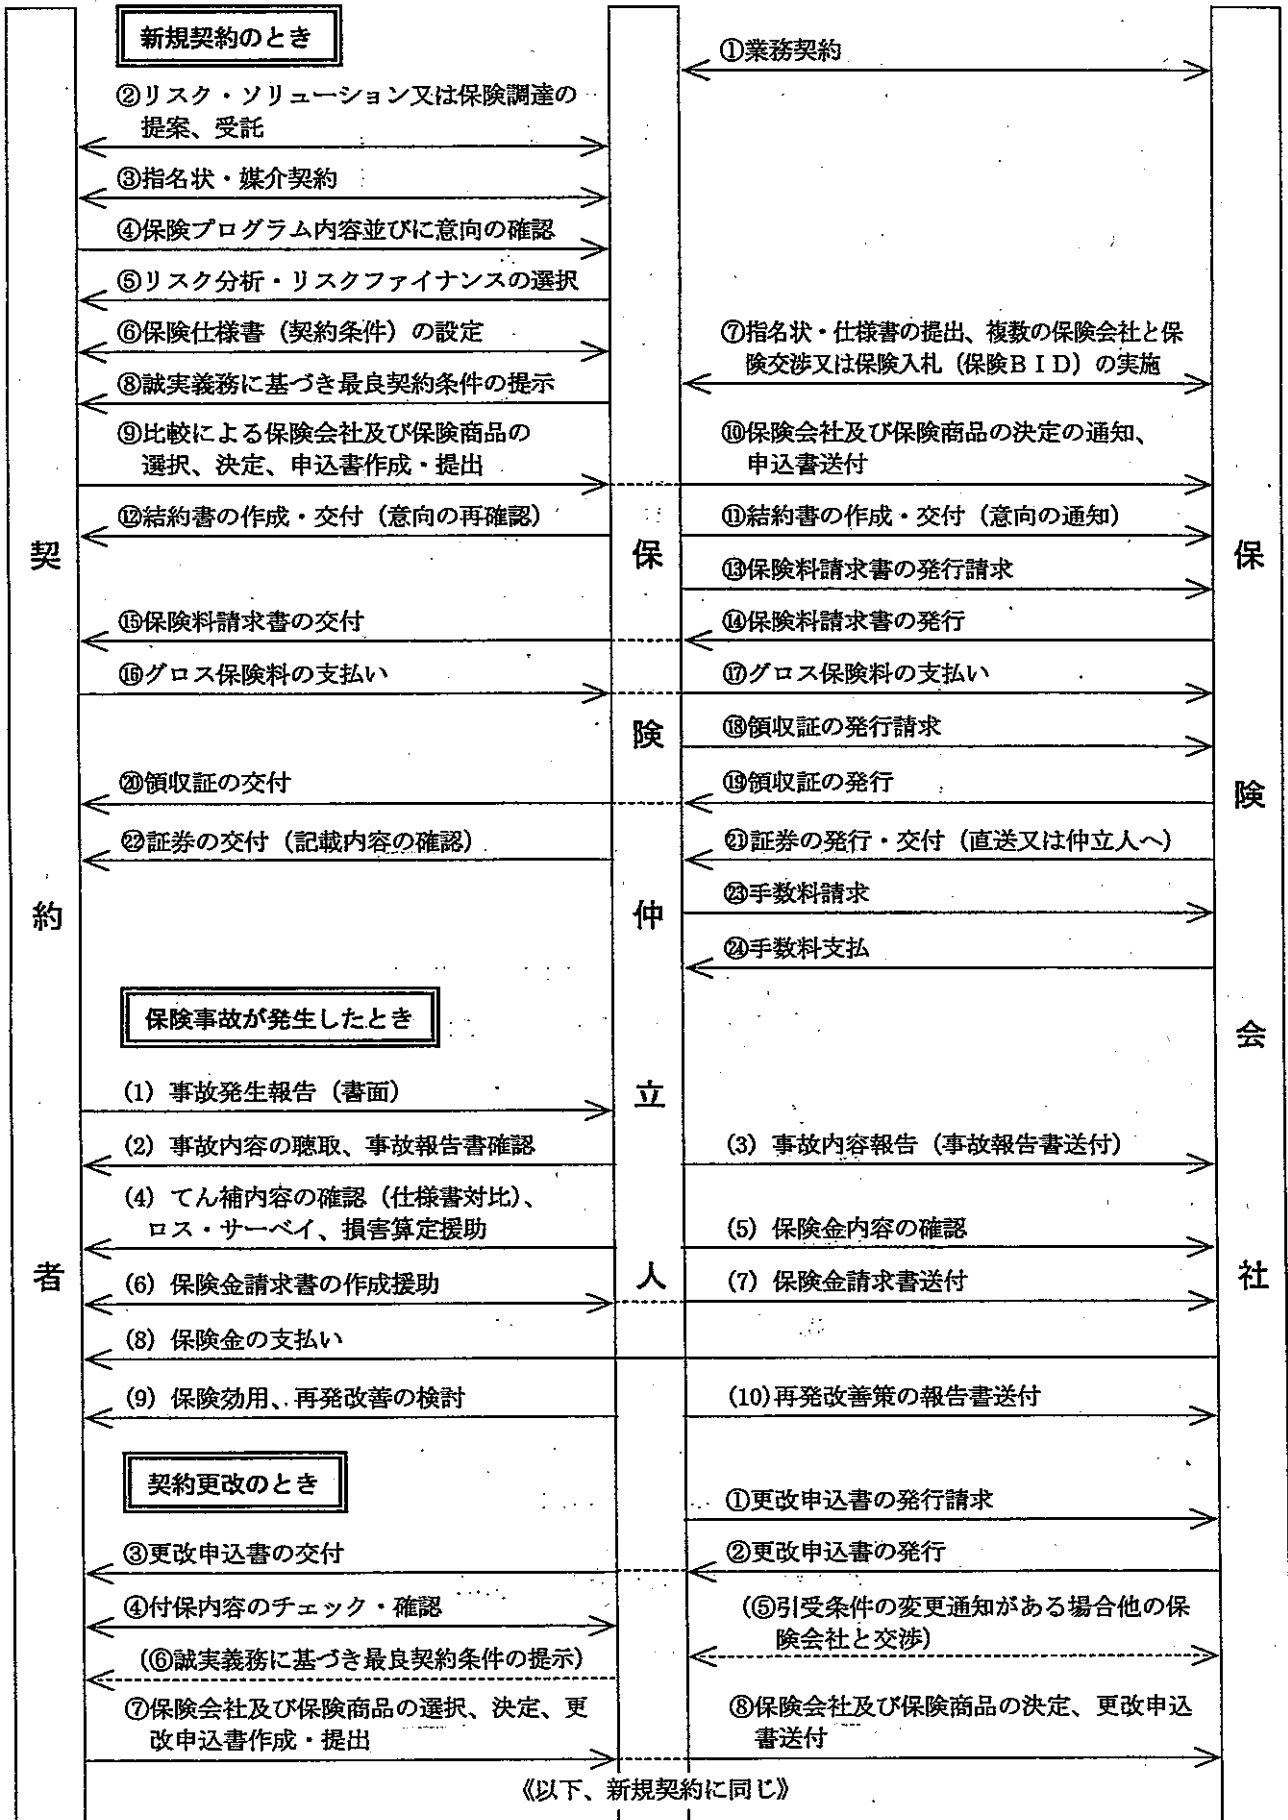 新規契約のとき
①業務契約
②リスク・ソリューション又は保険調達の
提案、受託
③指名状・媒介契約
④保険プログラム内容並びに意向の確認
⑤リスク分析・リスクファイナンスの選択
⑥保険仕様書（契約条件）の設定
⑦指名状・仕様書の提出、複数の保険会社と保
険交渉又は保険入札（保険ＢＩＤ）の実施
⑧誠実義務に基づき最良契約条件の提示
⑨比較による保険会社及び保険商品の
選択、決定、申込書作成・提出
⑩保険会社及び保険商品の決定の通知、
申込書送付
⑫結約書の作成・交付（意向の再確認）
⑪結約書の作成・交付（意向の通知）
⑬保険料請求書の発行請求
⑮保険料請求書の交付
⑭保険料請求書の発行
⑯グロス保険料の支払い
⑰グロス保険料の支払い
⑱領収証の発行請求
⑳領収証の交付
⑲領収証の発行
㉒証券の交付（記載内容の確認）
㉑証券の発行・交付（直送又は仲立人へ）
㉓手数料請求
㉔手数料支払
契約者
保険仲立人
保険会社
保険事故が発生したとき
(1) 事故発生報告（書面）
(2) 事故内容の聴取、事故報告書確認
(3) 事故内容報告（事故報告書送付）
(4) てん補内容の確認（仕様書対比）、
ロス・サーベイ、損害算定援助
(5) 保険金内容の確認
(6) 保険金請求書の作成援助
(7) 保険金請求書送付
(8) 保険金の支払い
(9) 保険効用、再発改善の検討
(10)再発改善策の報告書送付
契約更改のとき
①更改申込書の発行請求
③更改申込書の交付
②更改申込書の発行
④付保内容のチェック・確認
(⑤引受条件の変更通知がある場合他の保
険会社と交渉)
(⑥誠実義務に基づき最良契約条件の提示)
⑦保険会社及び保険商品の選択、決定、更
改申込書作成・提出
⑧保険会社及び保険商品の決定、更改申込
書送付
《以下、新規契約に同じ》